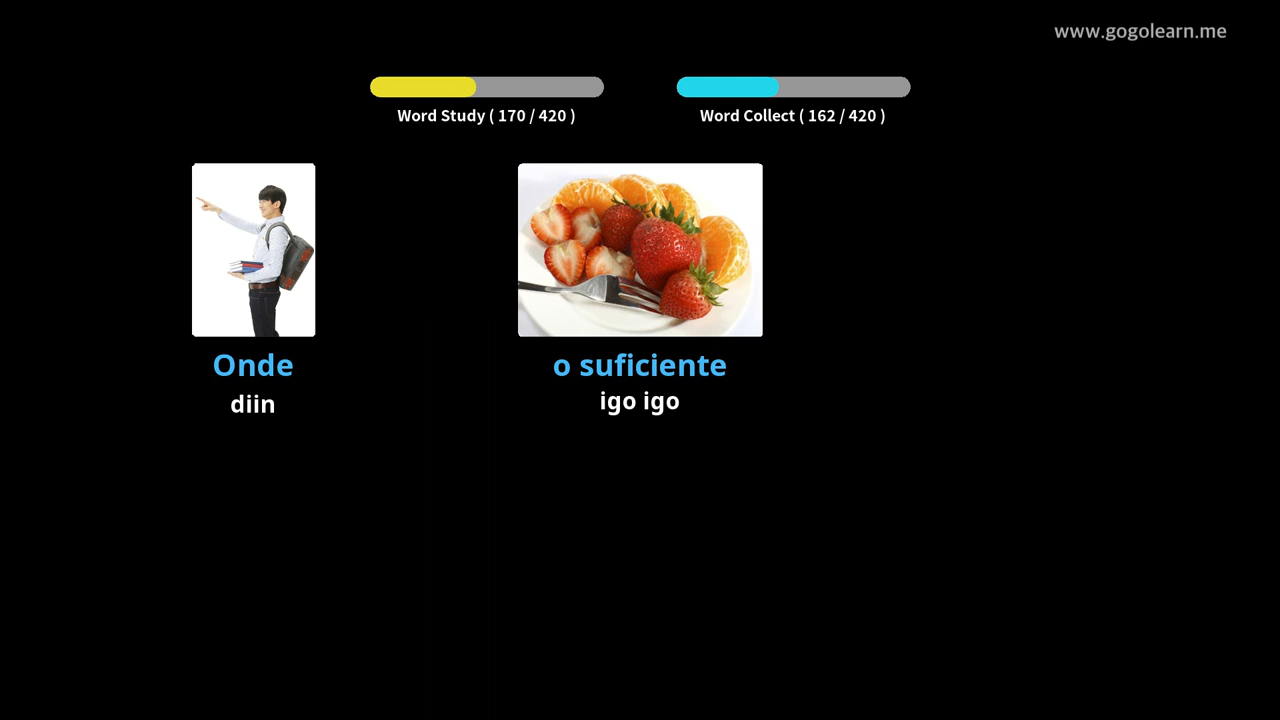 www.gogolearn.me
Word Study ( 170 / 420 )
Word Collect ( 162 / 420 )
Onde
diin
o suficiente
igo igo